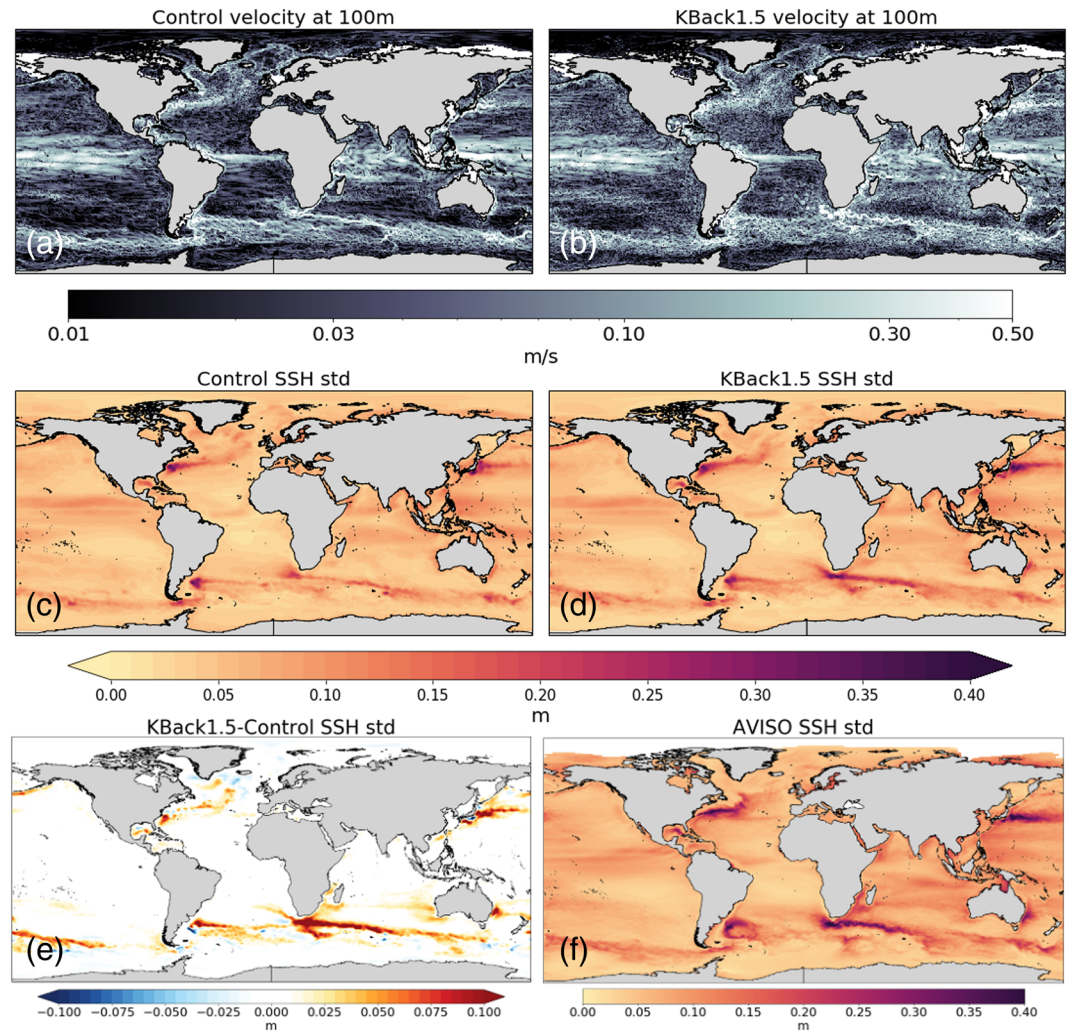 Control velocity at 100m
KBack1.5 velocity at 100m
(a)
(b)
0.01 0.03 0.10 0.30 0.50
m/s
Control SSH std
KBack1.5 SSH std
(c)
(d)
0.00 0.05 0.10 0.15 0.20 0.25 0.30 0.35 0.40
m
KBack1.5-Control SSH std
AVISO SSH std
(e)
(f)
−0.100 −0.075 −0.050 −0.025 0.000 0.025 0.050 0.075 0.100
m
0.00 0.05 0.10 0.15 0.20 0.25 0.30 0.35 0.40
m